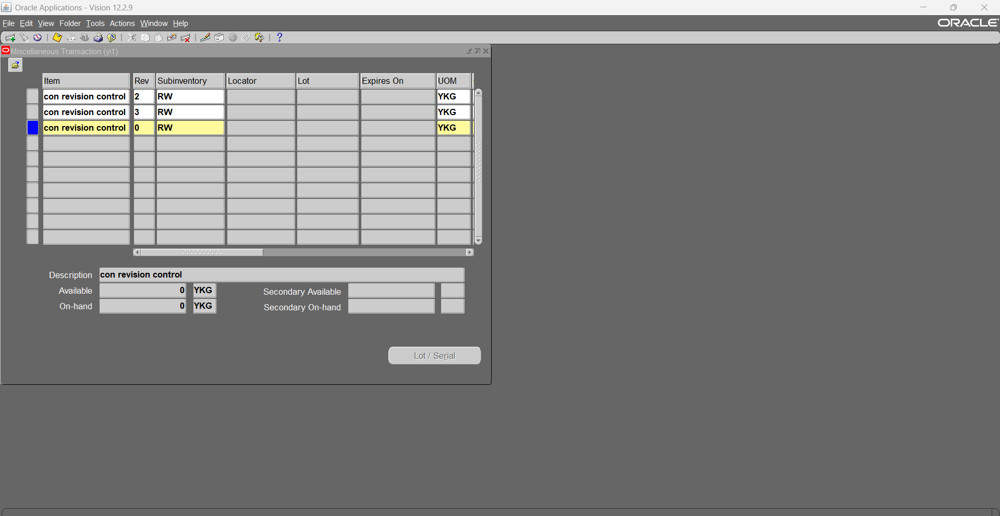 Oracle Applications - Vision 12.2.9
File Edit View Folder Tools Actions Window Help
ORACLE
Miscellaneous Transaction (yi1)
Item Rev Subinventory Locator Lot Expires On UOM
con revision control 2 RW YKG
con revision control 3 RW YKG
con revision control 0 RW YKG
Description con revision control
Available 0 YKG Secondary Available
On-hand 0 YKG Secondary On-hand
Lot / Serial